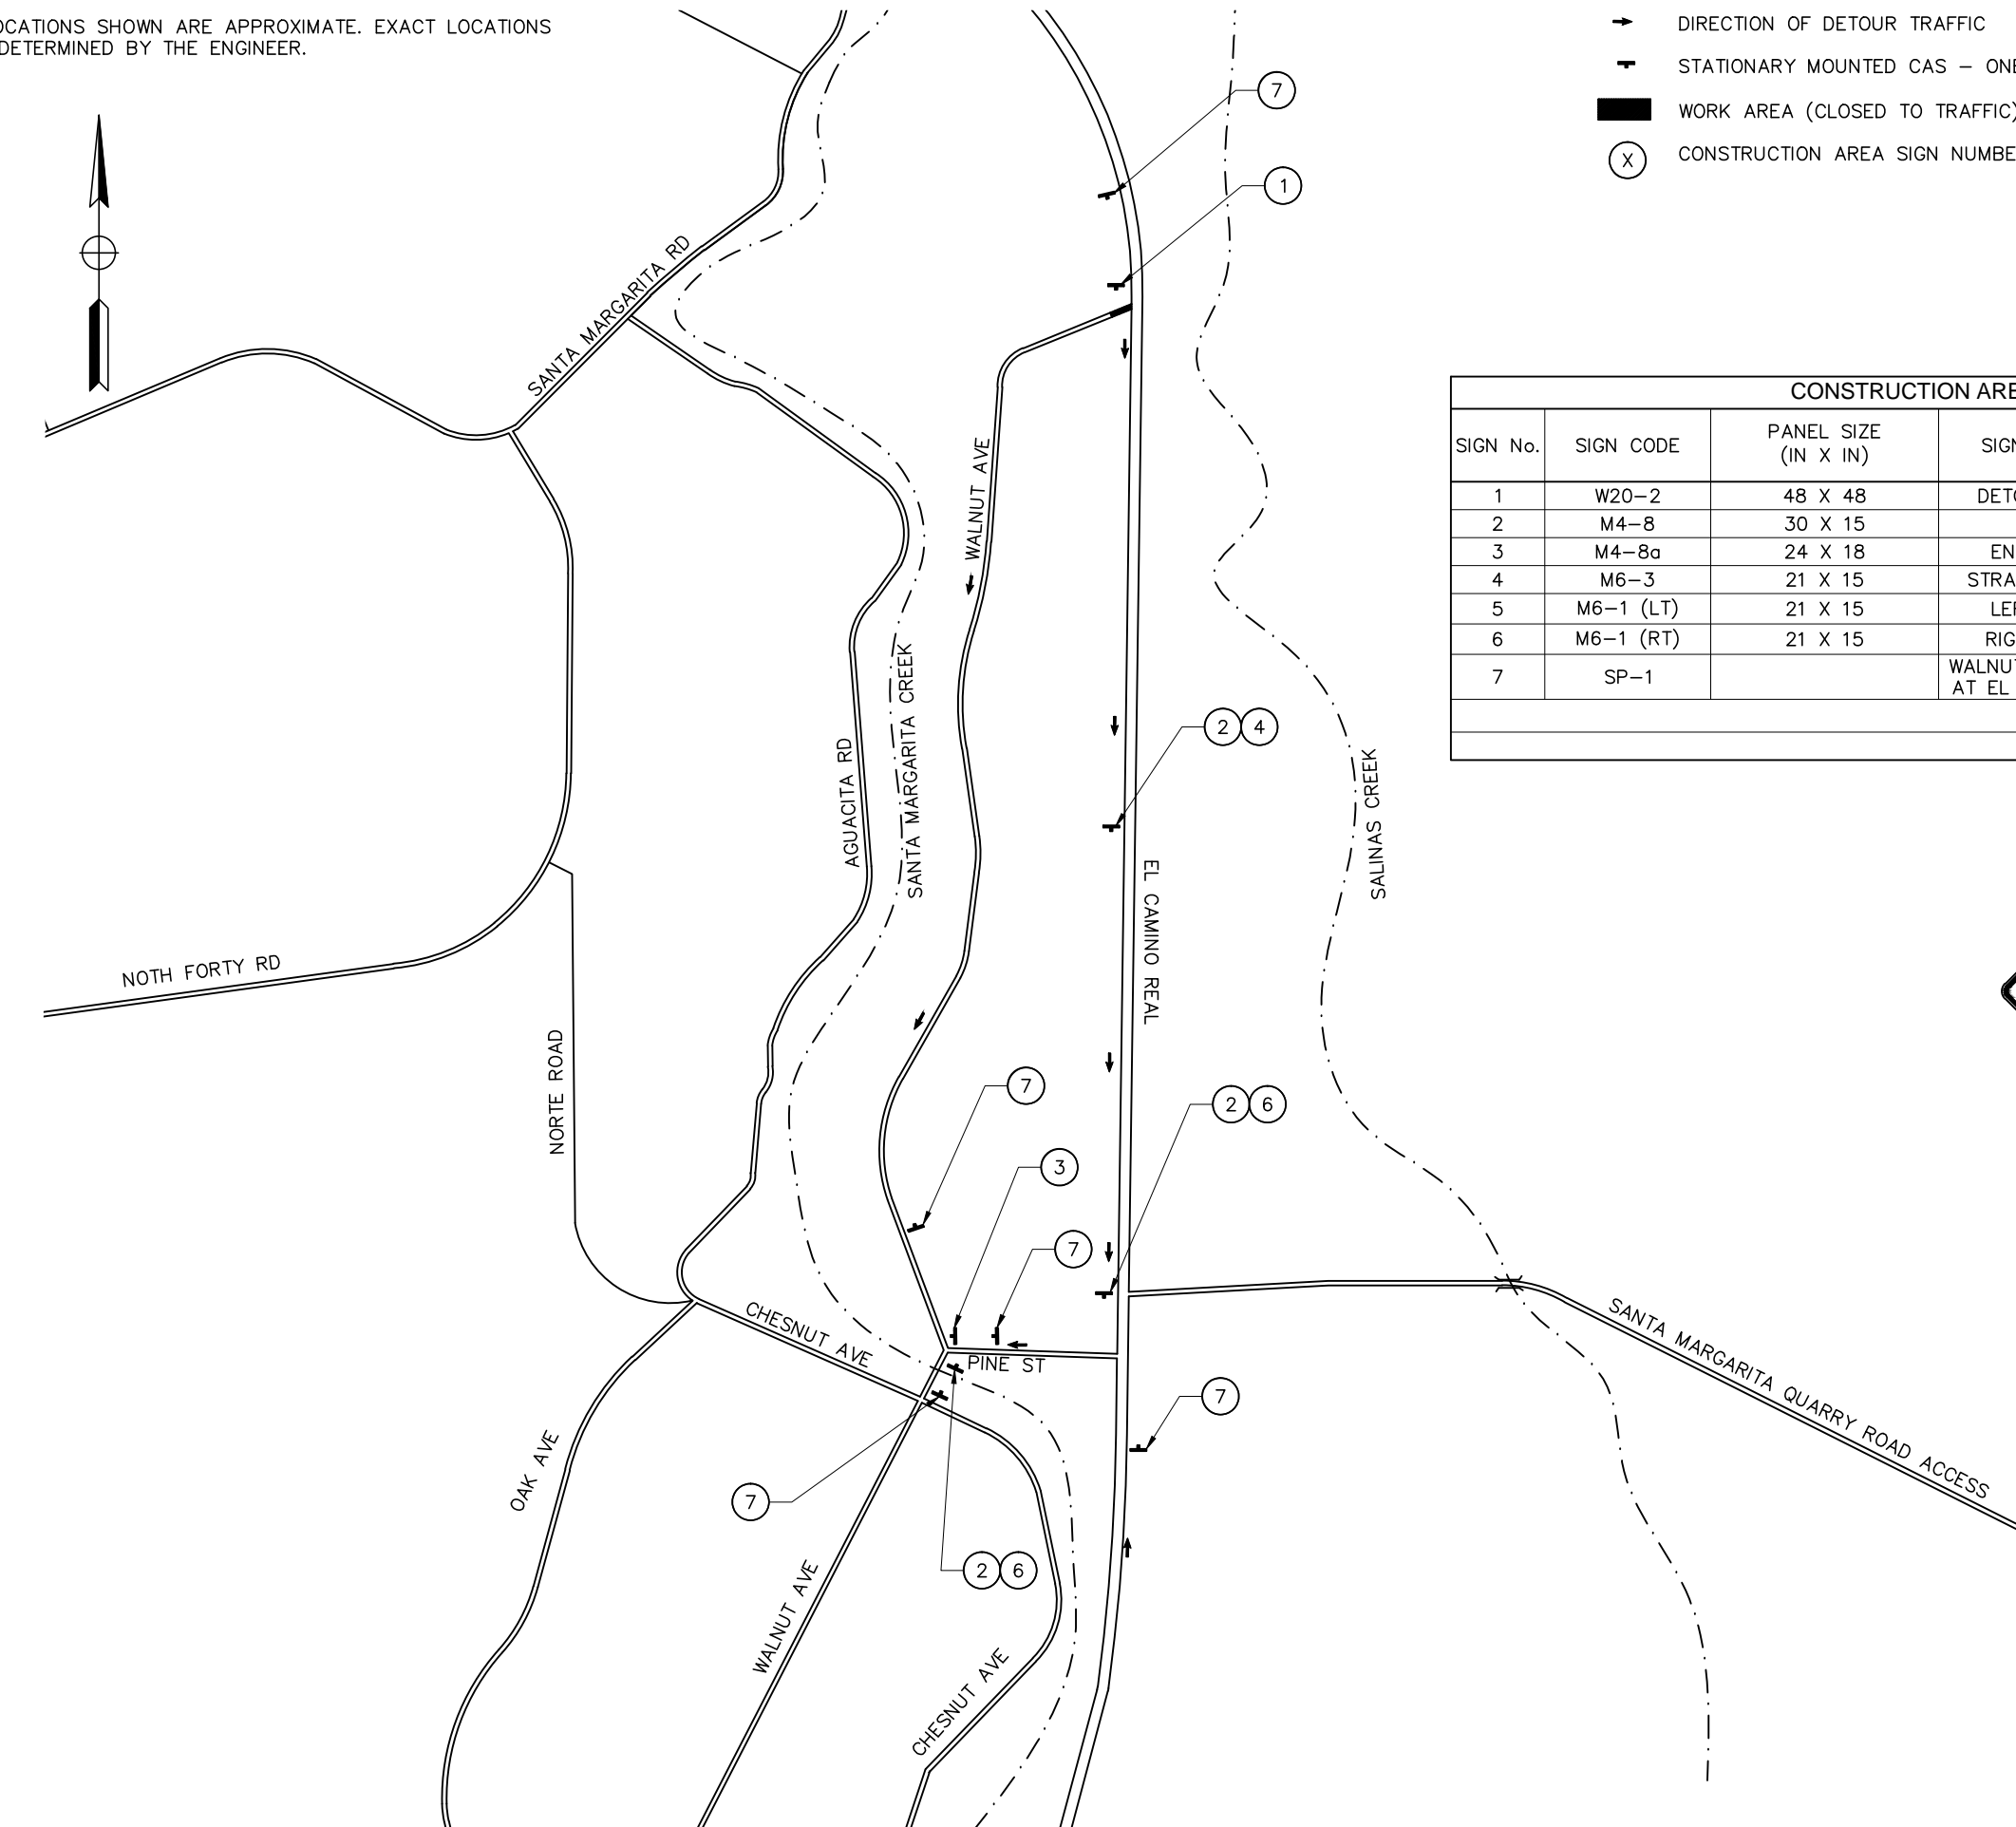 OCATIONS SHOWN ARE APPROXIMATE. EXACT LOCATIONS
DETERMINED BY THE ENGINEER.
DIRECTION OF DETOUR TRAFFIC
STATIONARY MOUNTED CAS – ONE
WORK AREA (CLOSED TO TRAFFIC)
X CONSTRUCTION AREA SIGN NUMBE
7
1
SANTA MARGARITA RD
CONSTRUCTION ARE
SIGN No. SIGN CODE PANEL SIZE (IN X IN) SIGN
1 W20–2 48 X 48 DETO
2 M4–8 30 X 15
3 M4–8a 24 X 18 EN
4 M6–3 21 X 15 STRA
5 M6–1 (LT) 21 X 15 LEF
6 M6–1 (RT) 21 X 15 RIG
7 SP–1 WALNUT
AT EL
WALNUT AVE
SANTA MARGARITA CREEK
AGUACITA RD
2 4
SALINAS CREEK
EL CAMINO REAL
NOTH FORTY RD
NORTE ROAD
7
2 6
3
7
CHESNUT AVE
PINE ST
SANTA MARGARITA QUARRY ROAD ACCESS
7
OAK AVE
7
2 6
WALNUT AVE
CHESNUT AVE